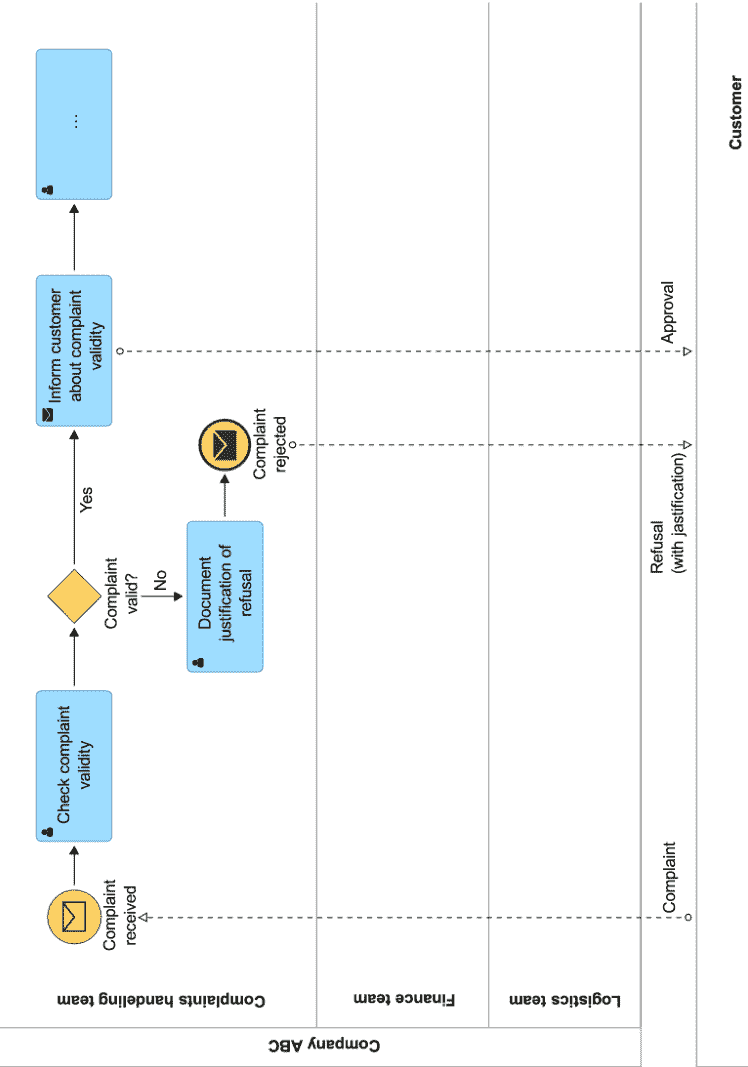 Company ABC
Complaints handeling team
Finance team
Logistics team
Complaint
received
Check complaint
validity
Complaint
valid?
Yes
No
Inform customer
about complaint
validity
...
Document
justification of
refusal
Complaint
rejected
Complaint
Refusal
(with jastification)
Approval
Customer